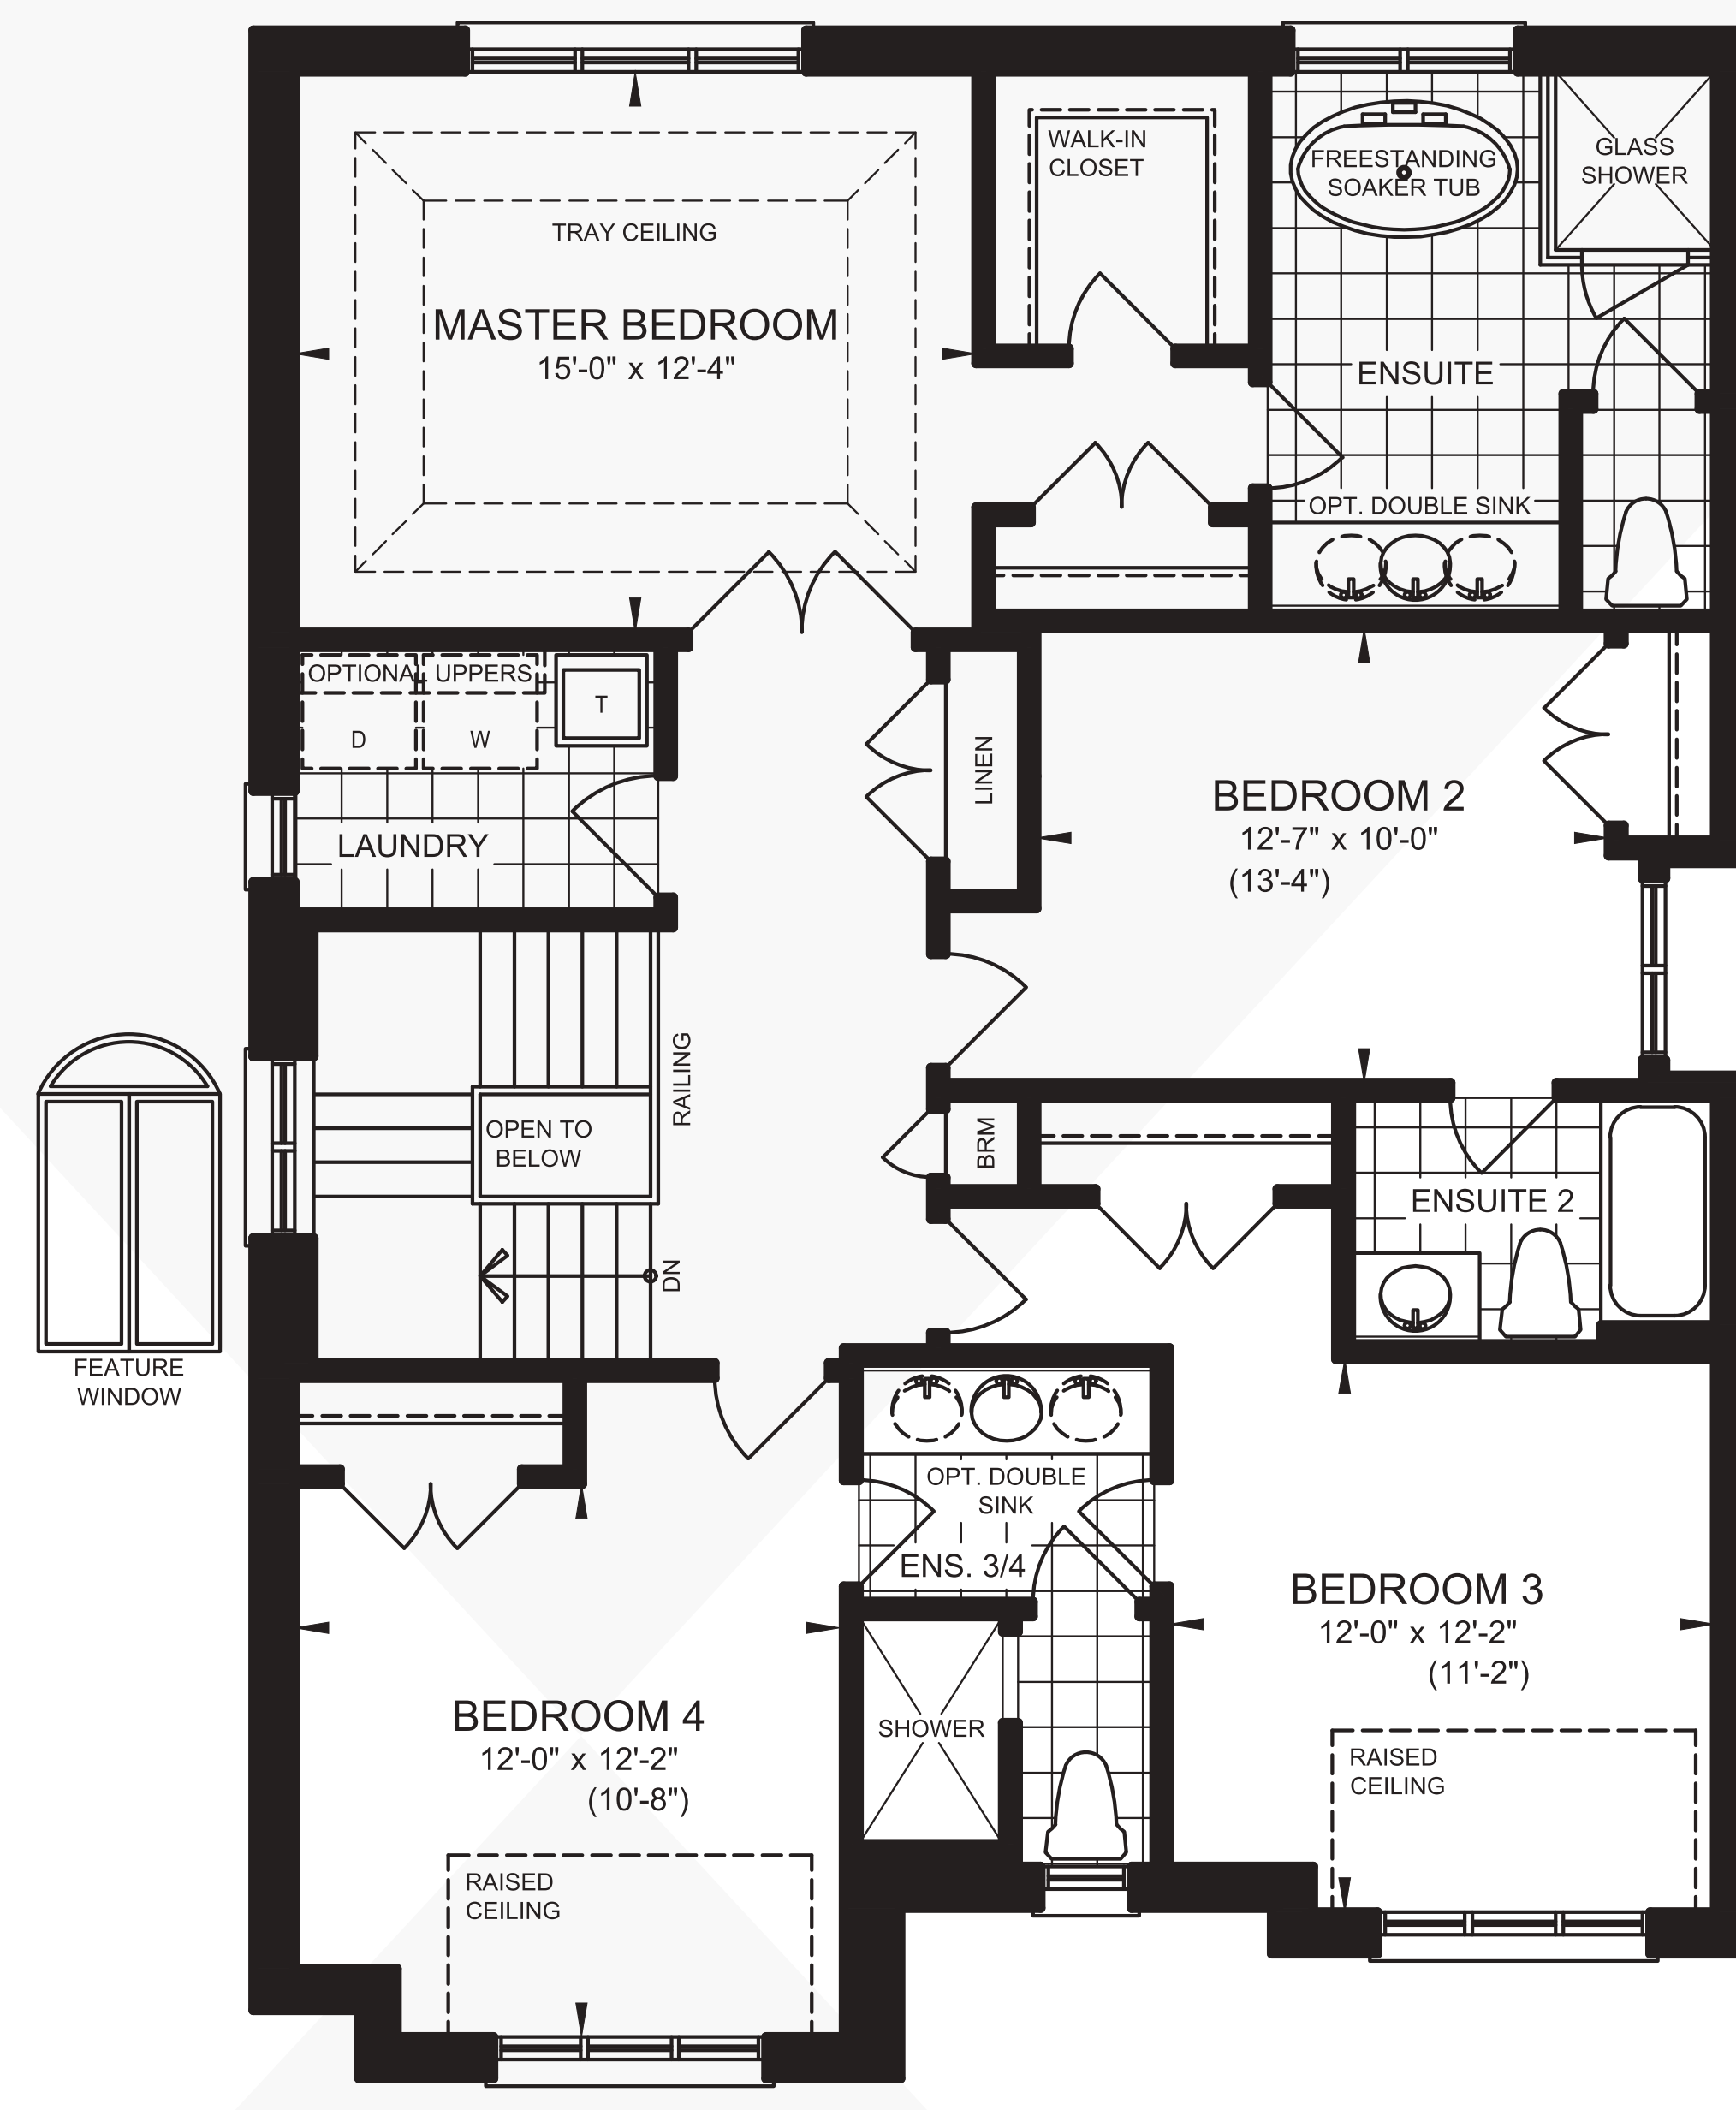 WALK-IN
CLOSET
FREESTANDING
SOAKER TUB
GLASS
SHOWER
TRAY CEILING
MASTER BEDROOM
15'-0" x 12'-4"
ENSUITE
OPT. DOUBLE SINK
OPTIONAL UPPERS
D
W
T
LAUNDRY
LINEN
BEDROOM 2
12'-7" x 10'-0"
(13'-4")
RAILING
OPEN TO
BELOW
BRM
ENSUITE 2
DN
FEATURE
WINDOW
OPT. DOUBLE
SINK
ENS. 3/4
BEDROOM 3
12'-0" x 12'-2"
(11'-2")
BEDROOM 4
12'-0" x 12'-2"
(10'-8")
SHOWER
RAISED
CEILING
RAISED
CEILING